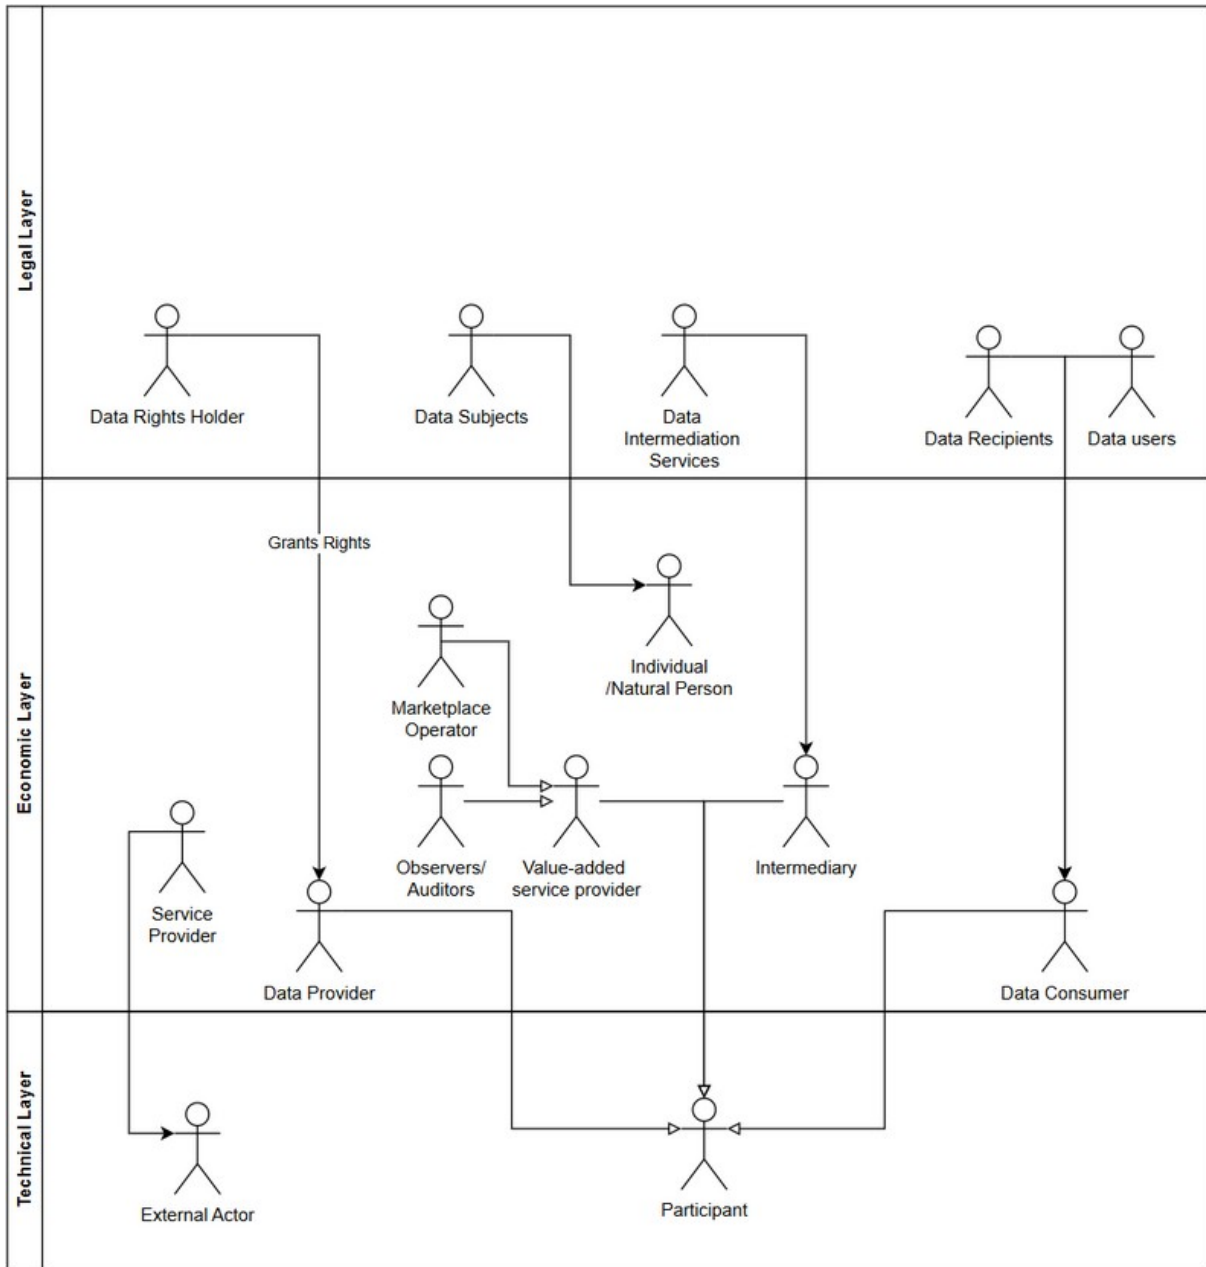 Legal Layer
Data Rights Holder
Data Subjects
Data
Intermediation
Services
Data Recipients
Data users
Economic Layer
Grants Rights
Individual
/Natural Person
Marketplace
Operator
Observers/
Auditors
Value-added
service provider
Intermediary
Service
Provider
Data Provider
Data Consumer
Technical Layer
External Actor
Participant